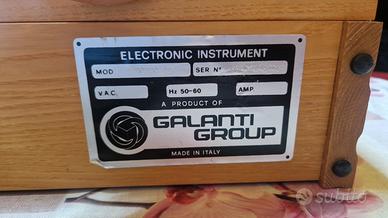 ELECTRONIC INSTRUMENT
MOD. SER. N°
V.A.C. Hz 50-60 AMP.
A PRODUCT OF
GALANTI
GROUP
MADE IN ITALY
subito